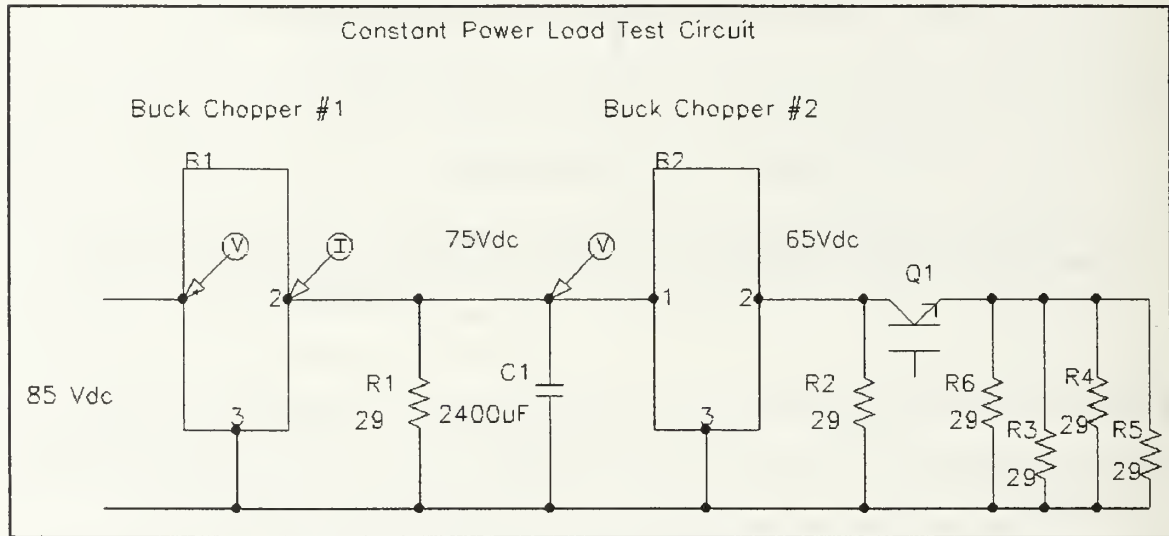 Constant Power Load Test Circuit
Buck Chopper #1
Buck Chopper #2
B1
B2
V
I
75Vdc
V
65Vdc
Q1
2
1
2
85 Vdc
R1
29
C1
2400uF
R2
29
R6
29
R3
29
R4
29
R5
29
3
3